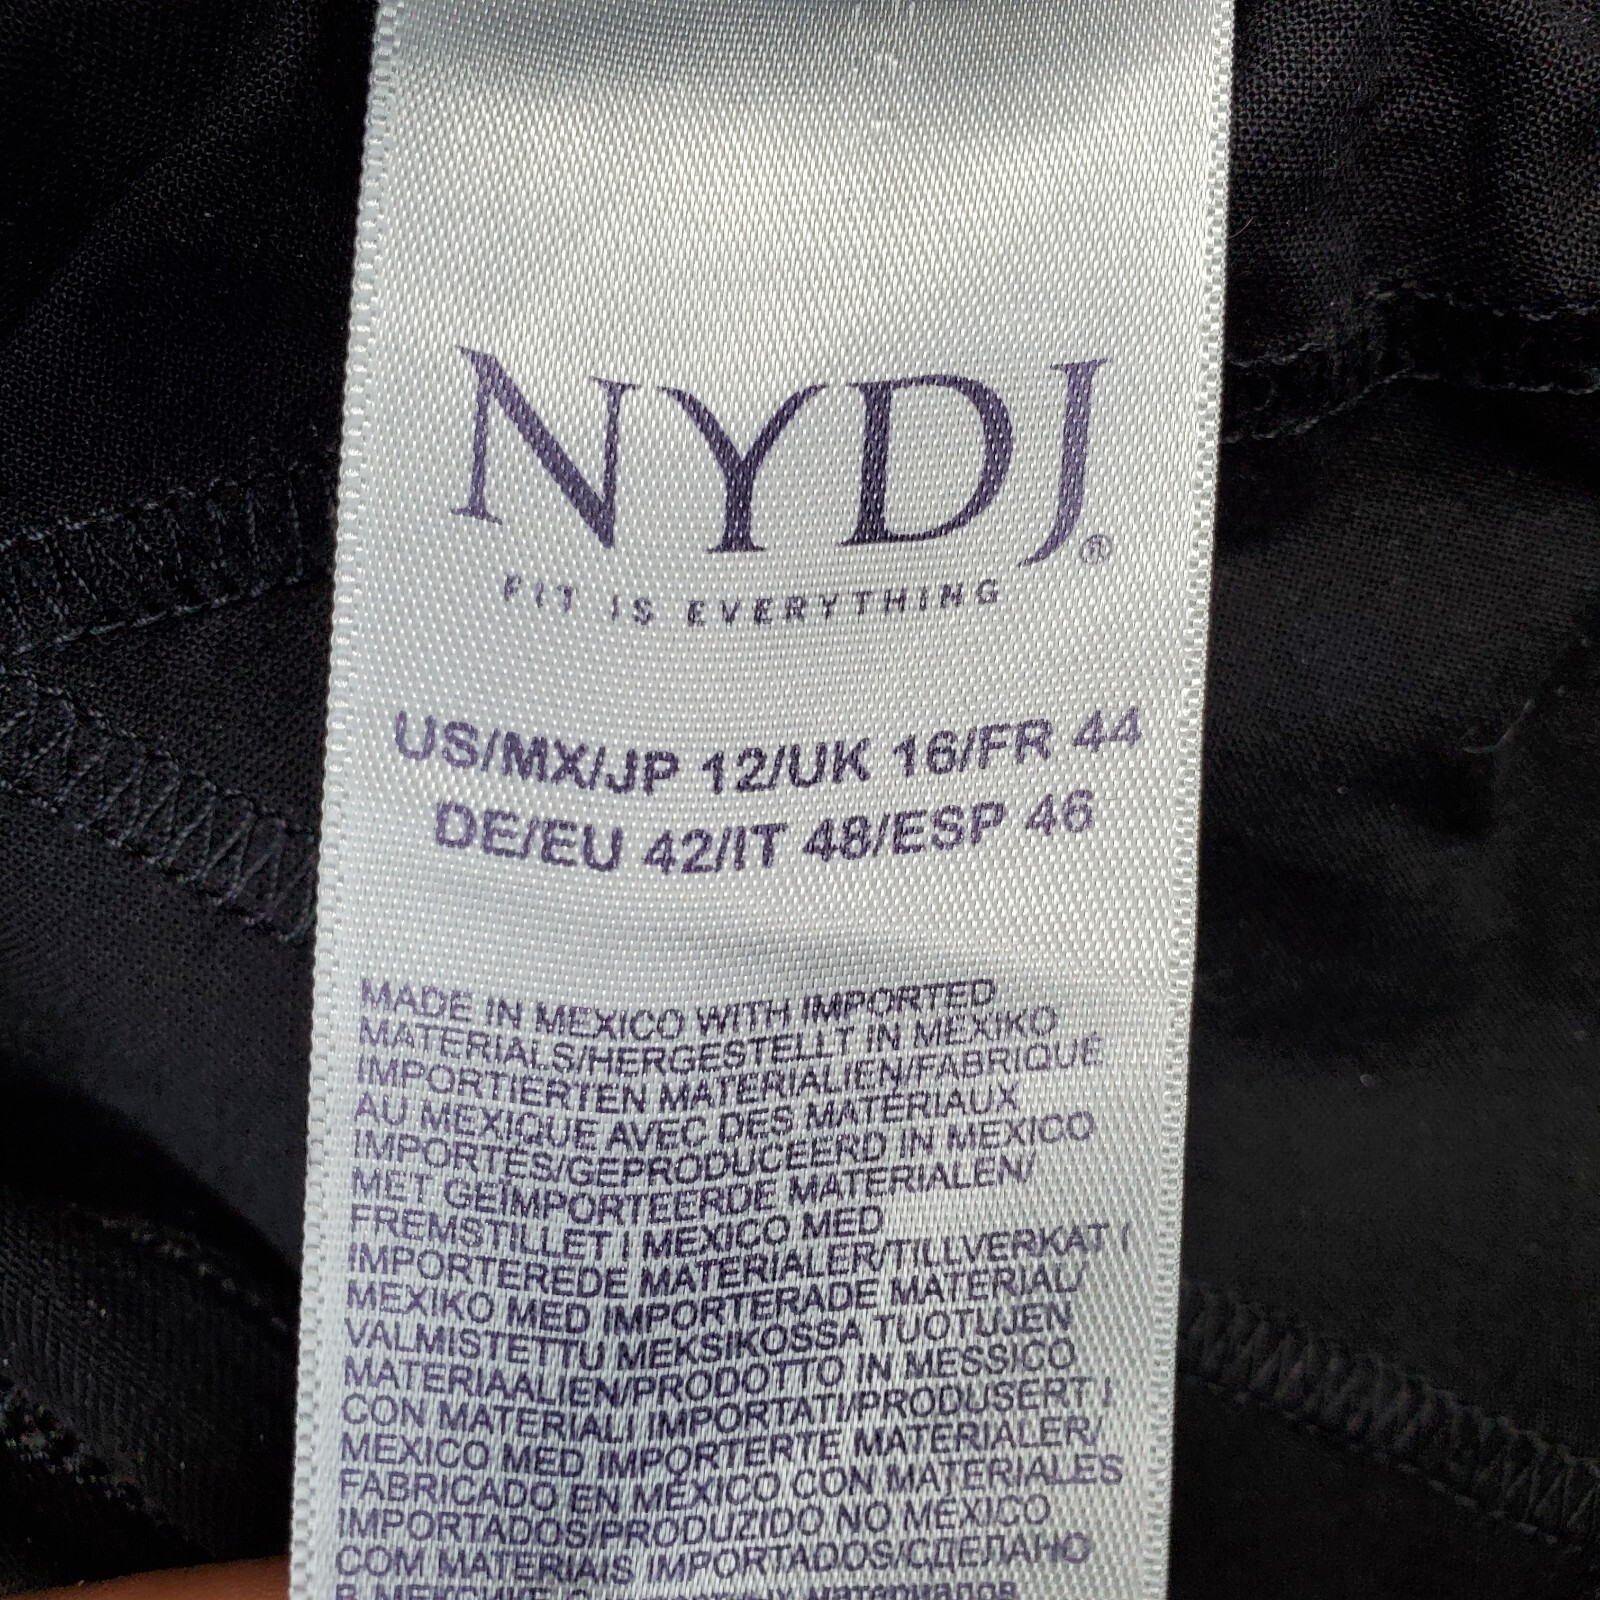 NYDJ®
FIT IS EVERYTHING
US/MX/JP 12/UK 16/FR 44
DE/EU 42/IT 48/ESP 46
MADE IN MEXICO WITH IMPORTED
MATERIALS/HERGESTELLT IN MEXIKO
IMPORTIERTEN MATERIALIEN/FABRIQUÉ
AU MEXIQUE AVEC DES MATERIAUX
IMPORTÉS/GEPRODUCEERD IN MEXICO
MET GEÏMPORTEERDE MATERIALEN/
FREMSTILLET I MEXICO MED
IMPORTEREDE MATERIALER/TILLVERKAT I
MEXIKO MED IMPORTERADE MATERIAL/
VALMISTETTU MEKSIKOSSA TUOTUJEN
MATERIAALIEN/PRODOTTO IN MESSICO
CON MATERIALI IMPORTATI/PRODUSERT I
MEXICO MED IMPORTERTE MATERIALER/
FABRICADO EN MÉXICO CON MATERIALES
IMPORTADOS/PRODUZIDO NO MÉXICO
COM MATERIAIS IMPORTADOS/СДЕЛАНО
В МЕКСИКЕ материалов